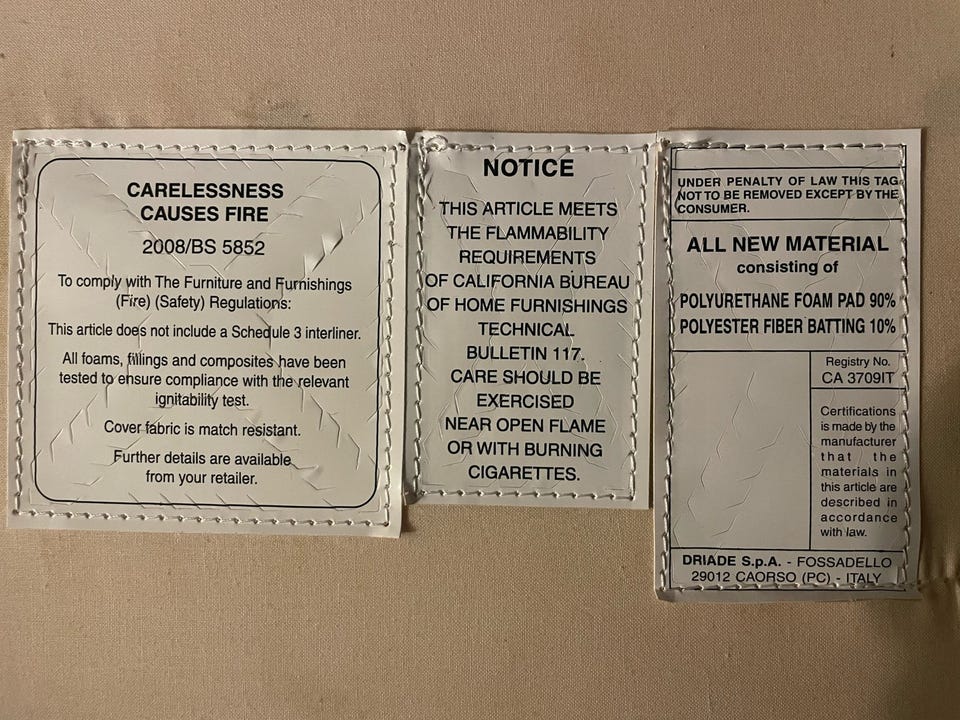 CARELESSNESS
CAUSES FIRE
2008/BS 5852
To comply with The Furniture and Furnishings
(Fire) (Safety) Regulations:
This article does not include a Schedule 3 interliner.
All foams, fillings and composites have been
tested to ensure compliance with the relevant
ignitability test.
Cover fabric is match resistant.
Further details are available
from your retailer.
NOTICE
THIS ARTICLE MEETS
THE FLAMMABILITY
REQUIREMENTS
OF CALIFORNIA BUREAU
OF HOME FURNISHINGS
TECHNICAL
BULLETIN 117.
CARE SHOULD BE
EXERCISED
NEAR OPEN FLAME
OR WITH BURNING
CIGARETTES.
UNDER PENALTY OF LAW THIS TAG
NOT TO BE REMOVED EXCEPT BY THE
CONSUMER.
ALL NEW MATERIAL
consisting of
POLYURETHANE FOAM PAD 90%
POLYESTER FIBER BATTING 10%
Registry No.
CA 3709IT
Certifications
is made by the
manufacturer
that the
materials in
this article are
described in
accordance
with law.
DRIADE S.p.A. - FOSSADELLO
29012 CAORSO (PC) - ITALY